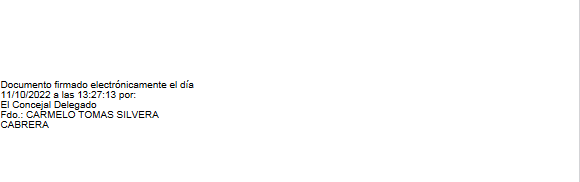 Documento firmado electrónicamente el día
11/10/2022 a las 13:27:13 por:
El Concejal Delegado
Fdo.: CARMELO TOMAS SILVERA
CABRERA